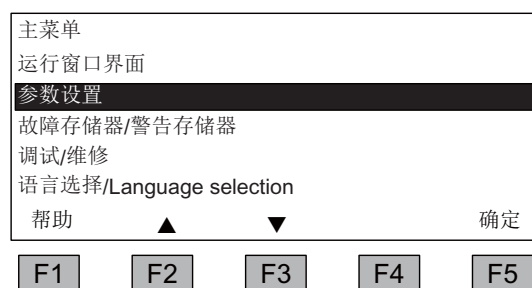 主菜单
运行窗口界面
参数设置
故障存储器/警告存储器
调试/维修
语言选择/Language selection
帮助 ▲ ▼ 确定
F1 F2 F3 F4 F5